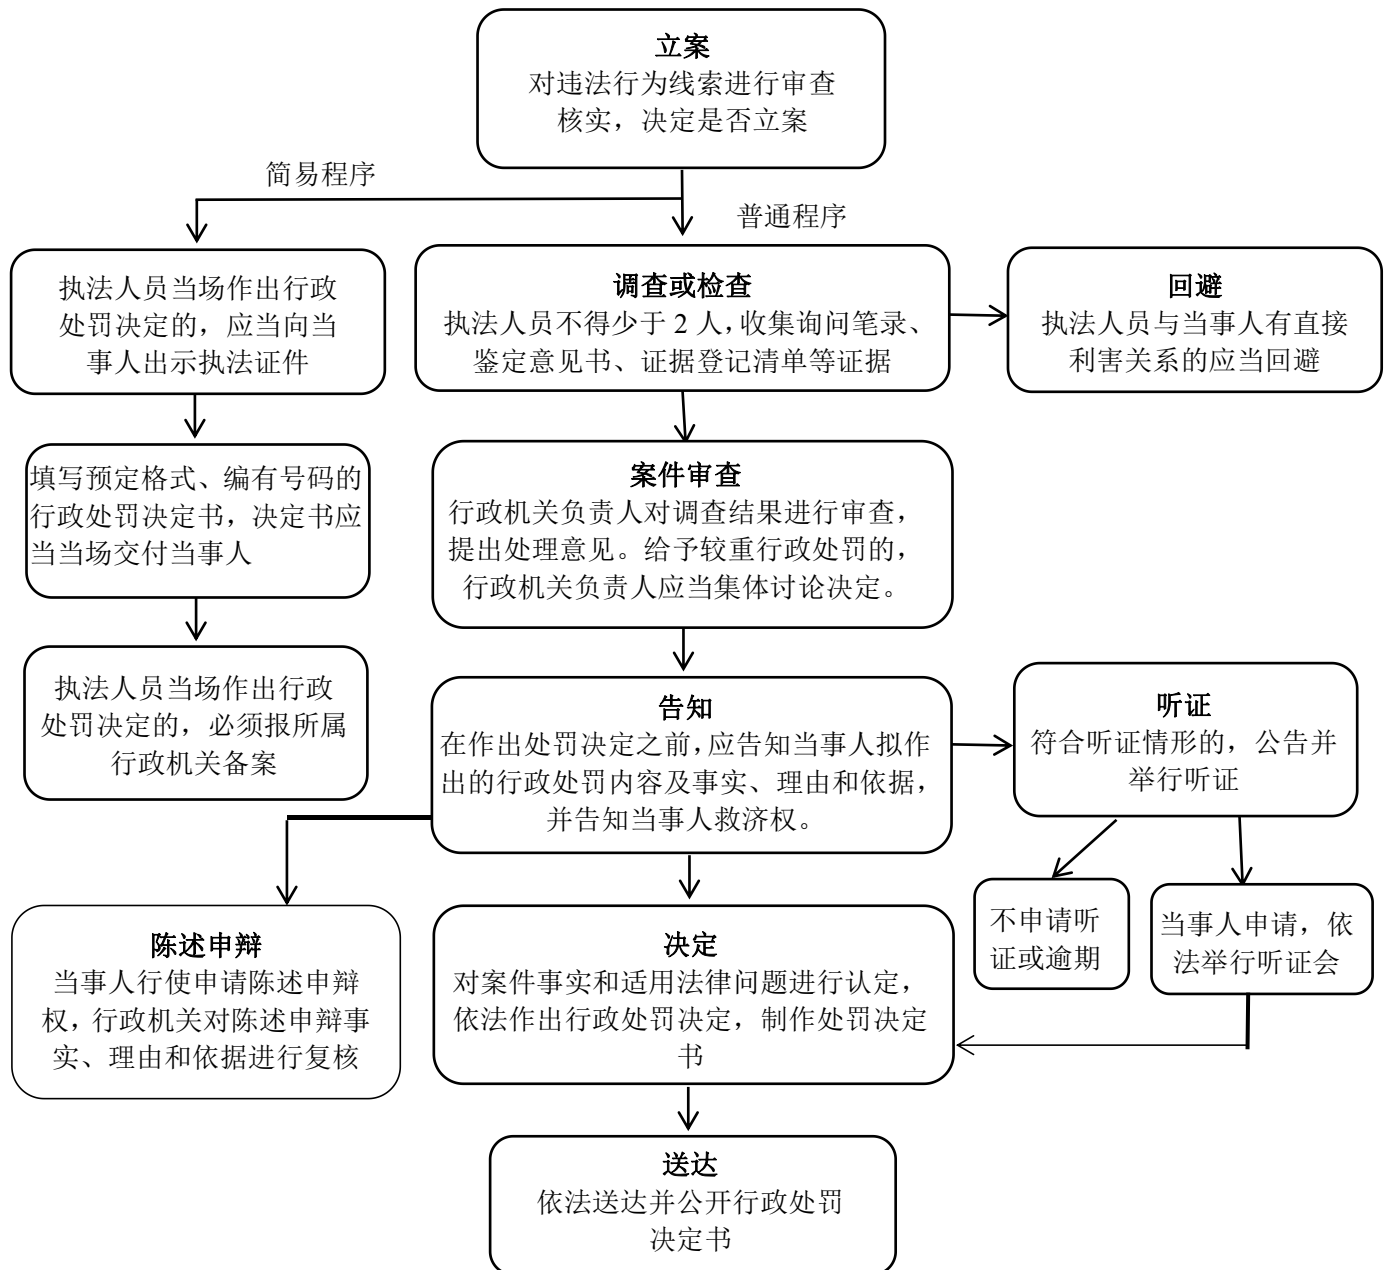 立案
对违法行为线索进行审查
核实，决定是否立案
简易程序
普通程序
执法人员当场作出行政
处罚决定的，应当向当
事人出示执法证件
调查或检查
执法人员不得少于 2 人，收集询问笔录、
鉴定意见书、证据登记清单等证据
回避
执法人员与当事人有直接
利害关系的应当回避
填写预定格式、编有号码的
行政处罚决定书，决定书应
当当场交付当事人
案件审查
行政机关负责人对调查结果进行审查，
提出处理意见。给予较重行政处罚的，
行政机关负责人应当集体讨论决定。
执法人员当场作出行政
处罚决定的，必须报所属
行政机关备案
告知
在作出处罚决定之前，应告知当事人拟作
出的行政处罚内容及事实、理由和依据，
并告知当事人救济权。
听证
符合听证情形的，公告并
举行听证
不申请听
证或逾期
当事人申请，依
法举行听证会
陈述申辩
当事人行使申请陈述申辩
权，行政机关对陈述申辩事
实、理由和依据进行复核
决定
对案件事实和适用法律问题进行认定，
依法作出行政处罚决定，制作处罚决定
书
送达
依法送达并公开行政处罚
决定书